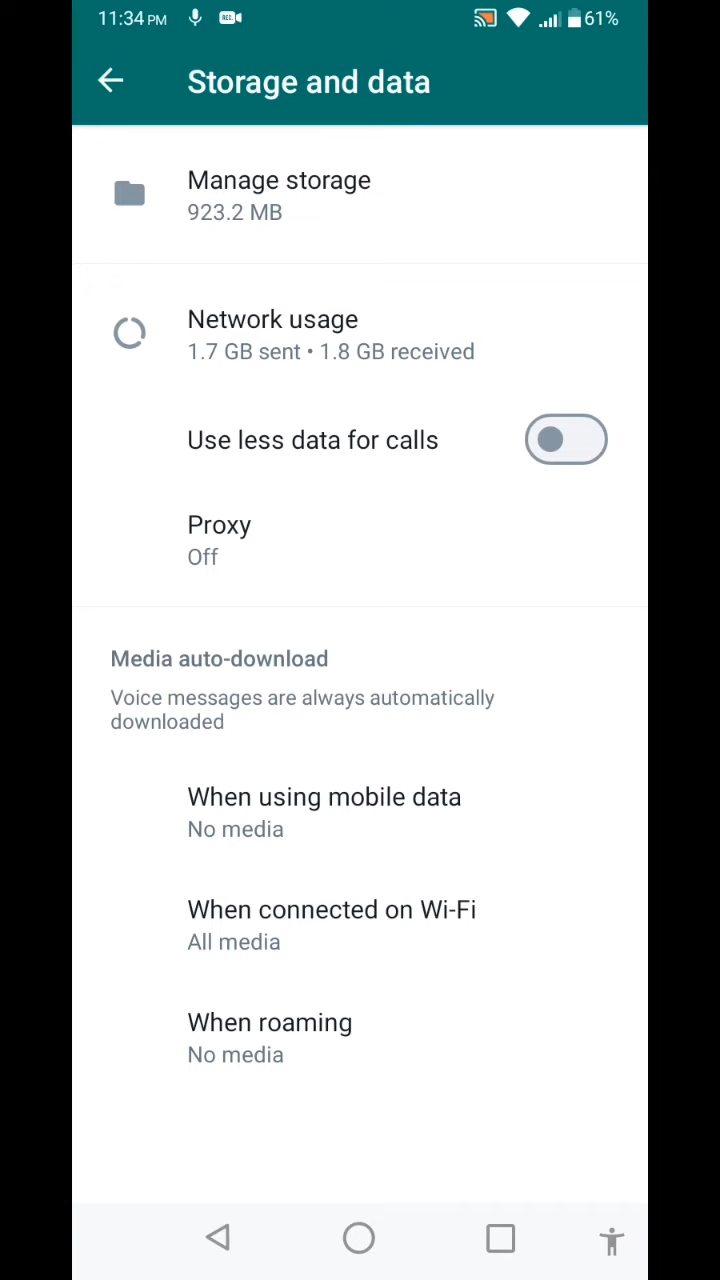 11:34 PM REC 61%
Storage and data
Manage storage
923.2 MB
Network usage
1.7 GB sent • 1.8 GB received
Use less data for calls
Proxy
Off
Media auto-download
Voice messages are always automatically
downloaded
When using mobile data
No media
When connected on Wi-Fi
All media
When roaming
No media